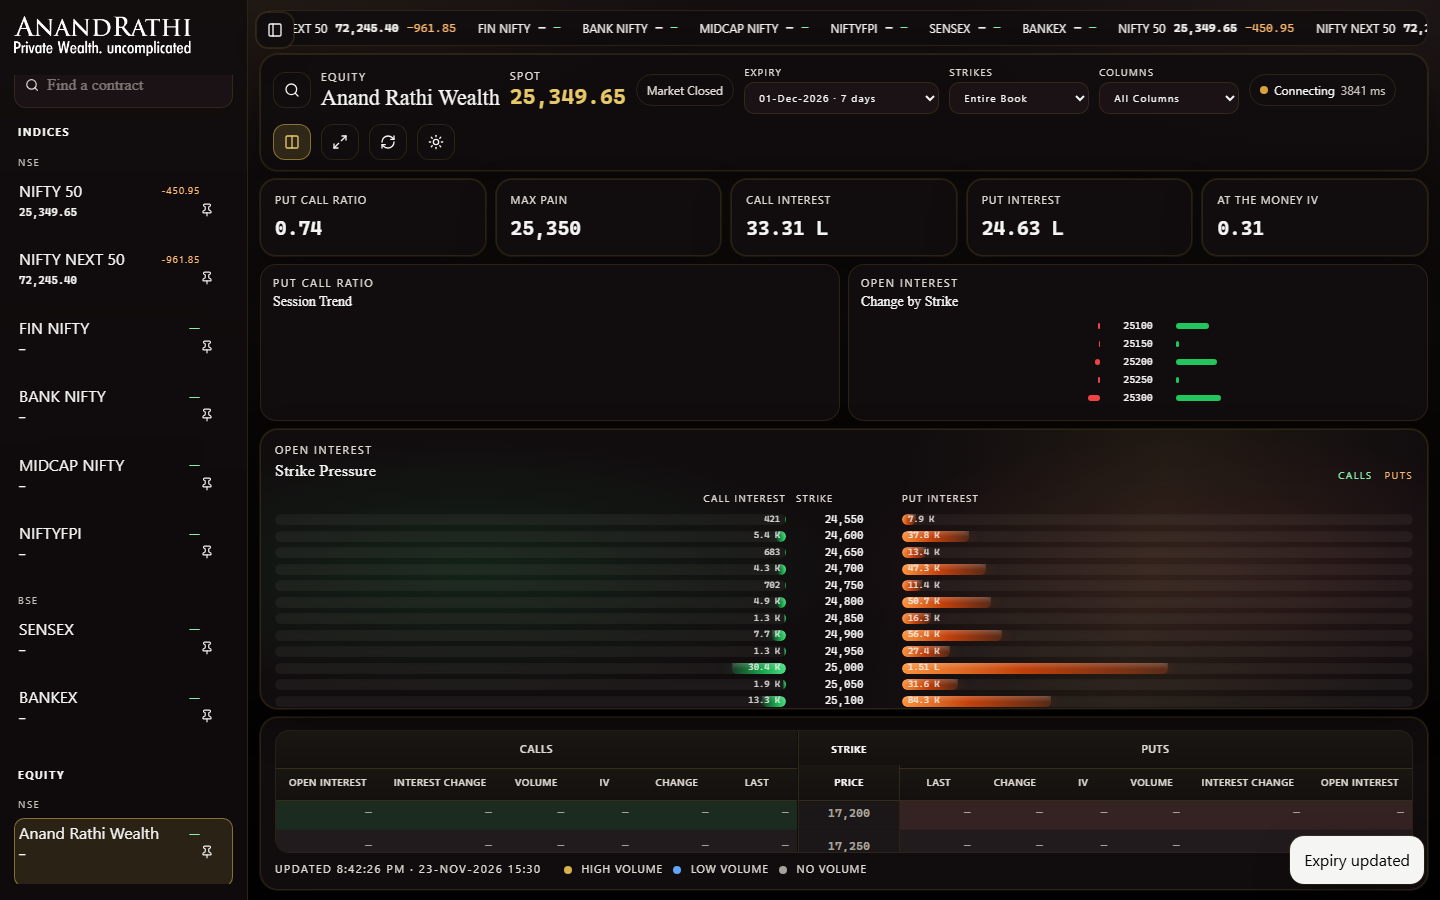 ANANDRATHI
Private Wealth. uncomplicated
Find a contract
INDICES
NSE
NIFTY 50 -450.95
25,349.65
NIFTY NEXT 50 -961.85
72,245.40
FIN NIFTY —
–
BANK NIFTY —
–
MIDCAP NIFTY —
–
NIFTYFPI —
–
BSE
SENSEX —
–
BANKEX —
–
EQUITY
NSE
Anand Rathi Wealth —
–
EXT 50 72,245.40 -961.85 FIN NIFTY – — BANK NIFTY – — MIDCAP NIFTY – — NIFTYFPI – — SENSEX – — BANKEX – — NIFTY 50 25,349.65 -450.95 NIFTY NEXT 50 72,2
EQUITY
Anand Rathi Wealth
SPOT
25,349.65
Market Closed
EXPIRY
01-Dec-2026 · 7 days
STRIKES
Entire Book
COLUMNS
All Columns
Connecting 3841 ms
PUT CALL RATIO
0.74
MAX PAIN
25,350
CALL INTEREST
33.31 L
PUT INTEREST
24.63 L
AT THE MONEY IV
0.31
PUT CALL RATIO
Session Trend
OPEN INTEREST
Change by Strike
25100
25150
25200
25250
25300
OPEN INTEREST
Strike Pressure
CALLS PUTS
CALL INTEREST STRIKE PUT INTEREST
421 24,550 7.9 K
5.4 K 24,600 37.8 K
683 24,650 13.4 K
4.3 K 24,700 47.3 K
702 24,750 11.4 K
4.9 K 24,800 50.7 K
1.3 K 24,850 16.3 K
7.7 K 24,900 56.4 K
1.3 K 24,950 27.4 K
30.4 K 25,000 1.51 L
1.9 K 25,050 31.6 K
13.3 K 25,100 84.3 K
CALLS STRIKE PUTS
OPEN INTEREST INTEREST CHANGE VOLUME IV CHANGE LAST PRICE LAST CHANGE IV VOLUME INTEREST CHANGE OPEN INTEREST
— — — — — — 17,200 — — — — — —
— — — — — — 17,250 — — — —
UPDATED 8:42:26 PM · 23-NOV-2026 15:30 HIGH VOLUME LOW VOLUME NO VOLUME
Expiry updated